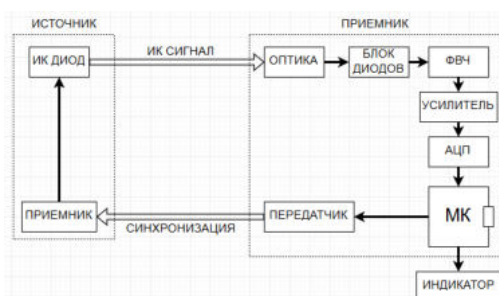 ИСТОЧНИК
ПРИЕМНИК
ИК ДИОД
ИК СИГНАЛ
ОПТИКА
БЛОК
ДИОДОВ
ФВЧ
УСИЛИТЕЛЬ
АЦП
ПРИЕМНИК
СИНХРОНИЗАЦИЯ
ПЕРЕДАТЧИК
МК
ИНДИКАТОР